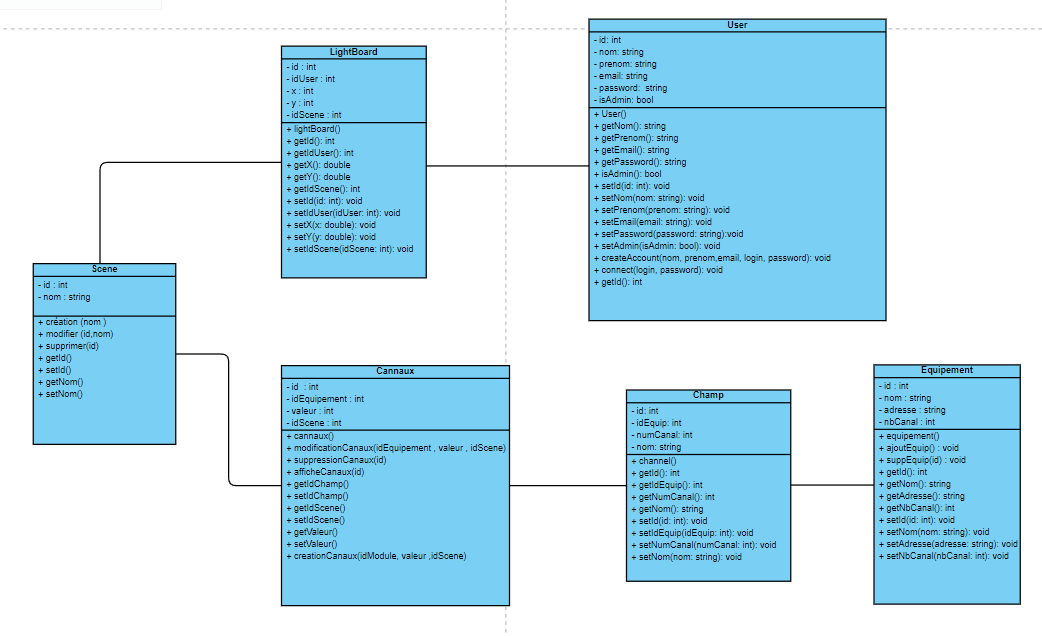 LightBoard
- id : int
- idUser : int
- x : int
- y : int
- idScene : int
+ lightBoard()
+ getId(): int
+ getIdUser(): int
+ getX(): double
+ getY(): double
+ getIdScene(): int
+ setId(id: int): void
+ setIdUser(idUser: int): void
+ setX(x: double): void
+ setY(y: double): void
+ setIdScene(idScene: int): void
User
- id: int
- nom: string
- prenom: string
- email: string
- password: string
- isAdmin: bool
+ User()
+ getNom(): string
+ getPrenom(): string
+ getEmail(): string
+ getPassword(): string
+ isAdmin(): bool
+ setId(id: int): void
+ setNom(nom: string): void
+ setPrenom(prenom: string): void
+ setEmail(email: string): void
+ setPassword(password: string):void
+ setAdmin(isAdmin: bool): void
+ createAccount(nom, prenom,email, login, password): void
+ connect(login, password): void
+ getId(): int
Scene
- id : int
- nom : string
+ création (nom )
+ modifier (id,nom)
+ supprimer(id)
+ getId()
+ setId()
+ getNom()
+ setNom()
Cannaux
- id : int
- idEquipement : int
- valeur : int
- idScene : int
+ cannaux()
+ modificationCanaux(idEquipement , valeur , idScene)
+ suppressionCanaux(id)
+ afficheCanaux(id)
+ getIdChamp()
+ setIdChamp()
+ getIdScene()
+ setIdScene()
+ getValeur()
+ setValeur()
+ creationCanaux(idModule, valeur ,idScene)
Champ
- id: int
- idEquip: int
- numCanal: int
- nom: string
+ channel()
+ getId(): int
+ getIdEquip(): int
+ getNumCanal(): int
+ getNom(): string
+ setId(id: int): void
+ setIdEquip(idEquip: int): void
+ setNumCanal(numCanal: int): void
+ setNom(nom: string): void
Equipement
- id : int
- nom : string
- adresse : string
- nbCanal : int
+ equipement()
+ ajoutEquip() : void
+ suppEquip(id) : void
+ getId(): int
+ getNom(): string
+ getAdresse(): string
+ getNbCanal(): int
+ setId(id: int): void
+ setNom(nom: string): void
+ setAdresse(adresse: string): void
+ setNbCanal(nbCanal: int): void